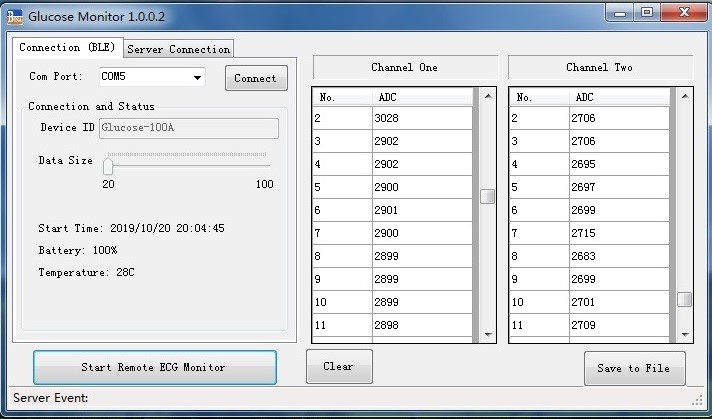 Glucose Monitor 1.0.0.2
Connection (BLE)
Server Connection
Com Port:
COM5
Connect
Connection and Status
Device ID
Glucose-100A
Data Size
20
100
Start Time: 2019/10/20 20:04:45
Battery: 100%
Temperature: 28C
Start Remote ECG Monitor
Channel One
No. ADC
2 3028
3 2902
4 2902
5 2900
6 2901
7 2900
8 2899
9 2899
10 2899
11 2898
Clear
Channel Two
No. ADC
2 2706
3 2706
4 2695
5 2697
6 2699
7 2715
8 2683
9 2699
10 2701
11 2709
Save to File
Server Event: